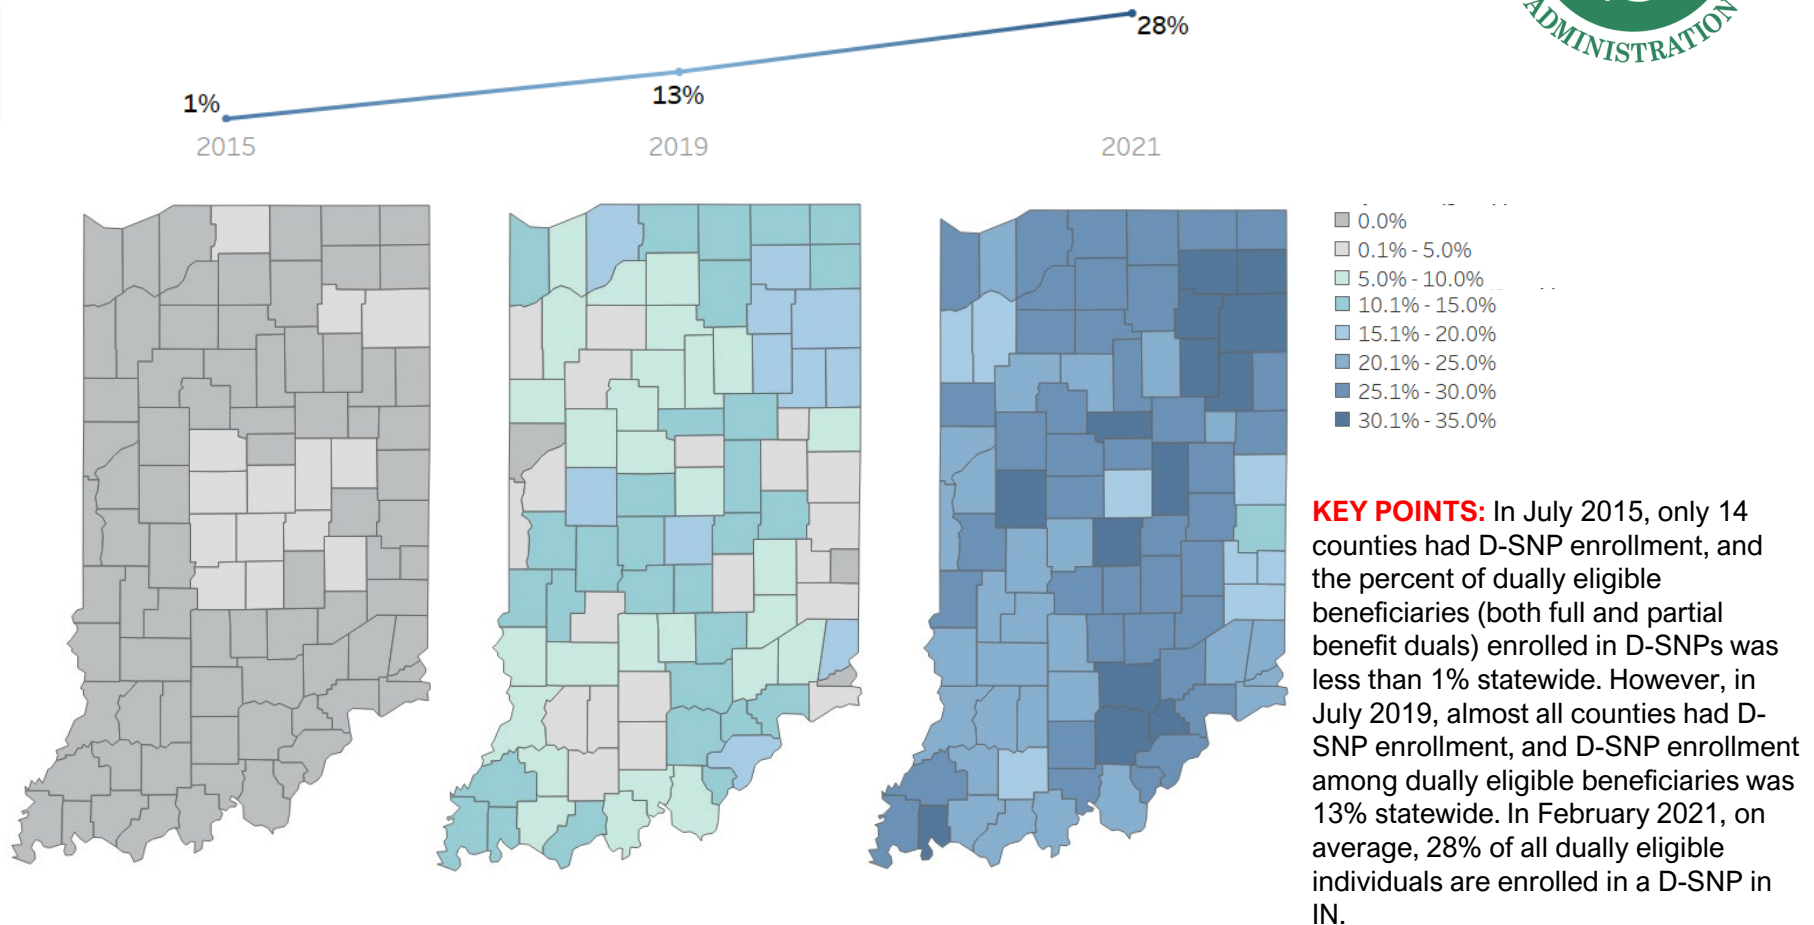 ADMINISTRATION
28%
13%
1%
2015
2019
2021
0.0%
0.1% - 5.0%
5.0% - 10.0%
10.1% - 15.0%
15.1% - 20.0%
20.1% - 25.0%
25.1% - 30.0%
30.1% - 35.0%
KEY POINTS: In July 2015, only 14
counties had D-SNP enrollment, and
the percent of dually eligible
beneficiaries (both full and partial
benefit duals) enrolled in D-SNPs was
less than 1% statewide. However, in
July 2019, almost all counties had D-
SNP enrollment, and D-SNP enrollment
among dually eligible beneficiaries was
13% statewide. In February 2021, on
average, 28% of all dually eligible
individuals are enrolled in a D-SNP in
IN.